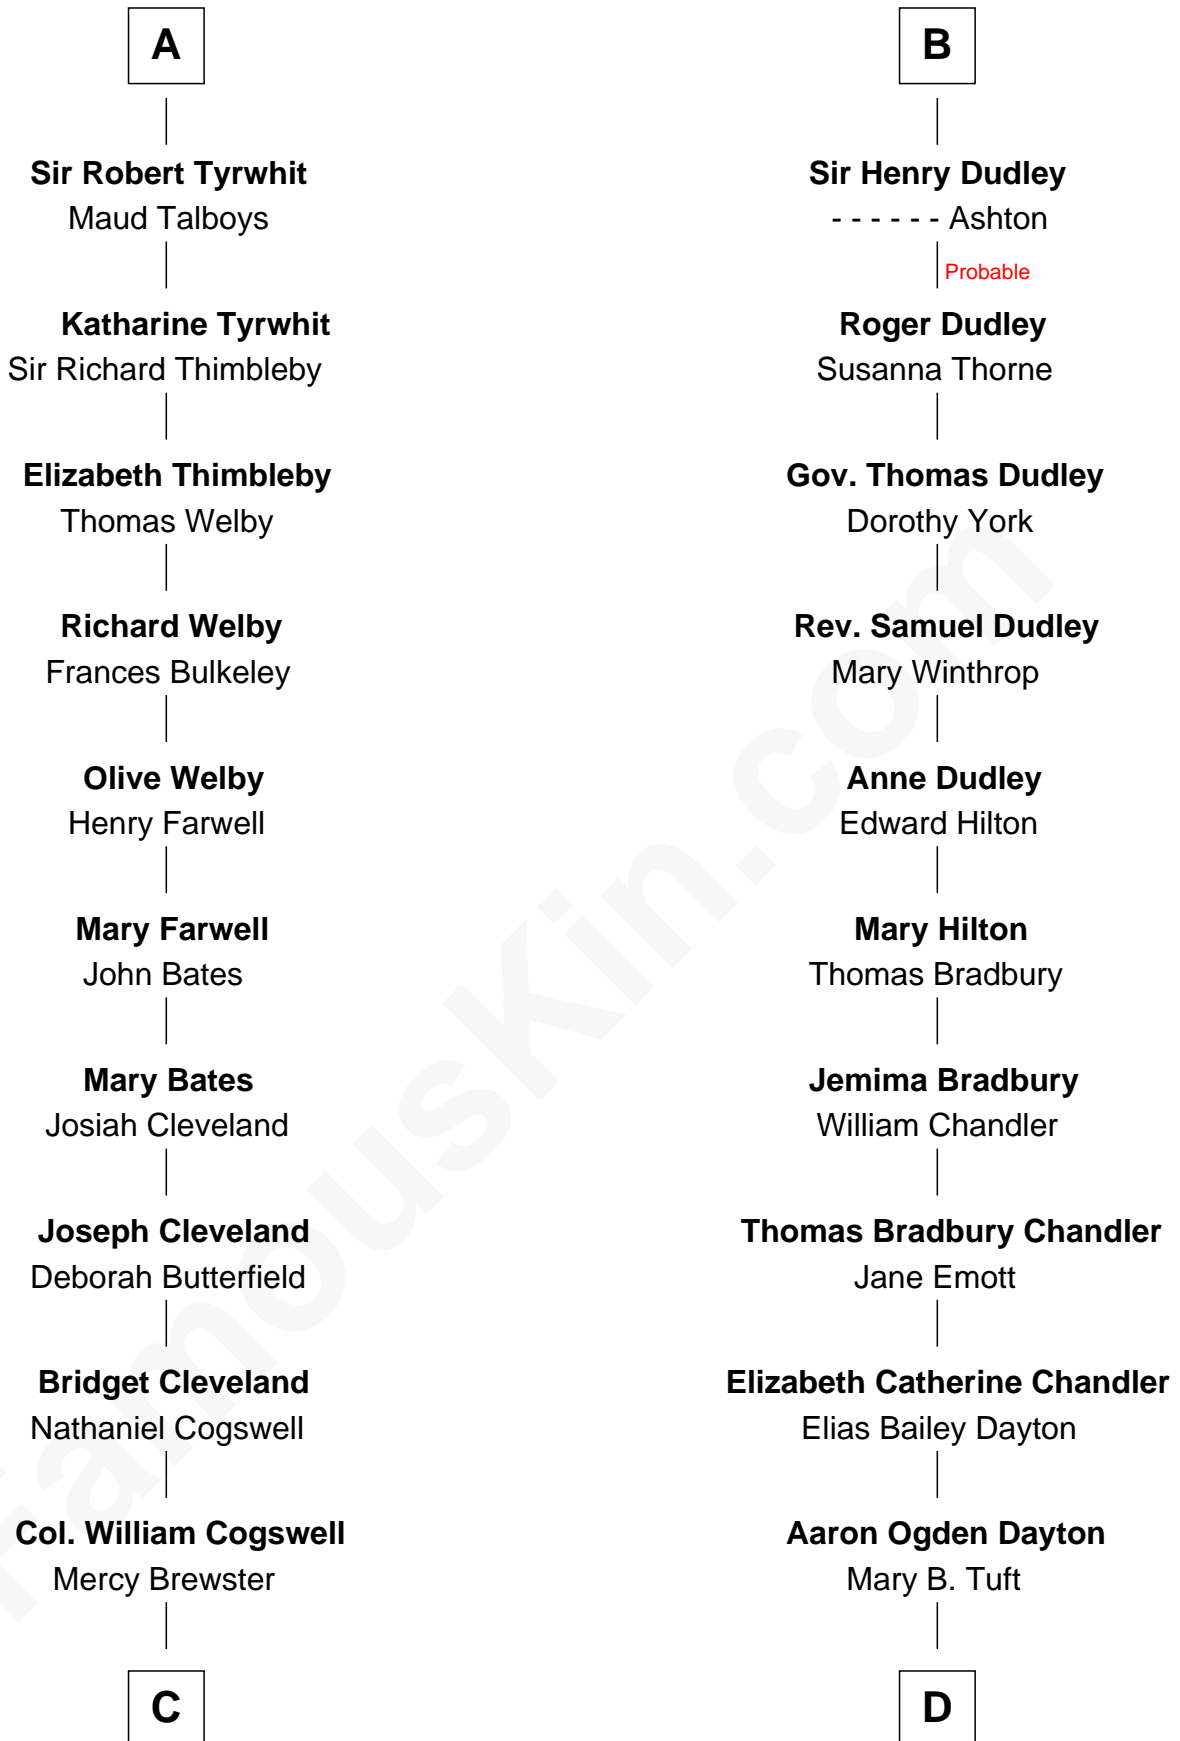 A
Sir Robert Tyrwhit
Maud Talboys
Katharine Tyrwhit
Sir Richard Thimbleby
Elizabeth Thimbleby
Thomas Welby
Richard Welby
Frances Bulkeley
Olive Welby
Henry Farwell
Mary Farwell
John Bates
Mary Bates
Josiah Cleveland
Joseph Cleveland
Deborah Butterfield
Bridget Cleveland
Nathaniel Cogswell
Col. William Cogswell
Mercy Brewster
C
B
Sir Henry Dudley
- - - - - - Ashton
Probable
Roger Dudley
Susanna Thorne
Gov. Thomas Dudley
Dorothy York
Rev. Samuel Dudley
Mary Winthrop
Anne Dudley
Edward Hilton
Mary Hilton
Thomas Bradbury
Jemima Bradbury
William Chandler
Thomas Bradbury Chandler
Jane Emott
Elizabeth Catherine Chandler
Elias Bailey Dayton
Aaron Ogden Dayton
Mary B. Tuft
D
FamousKin.com